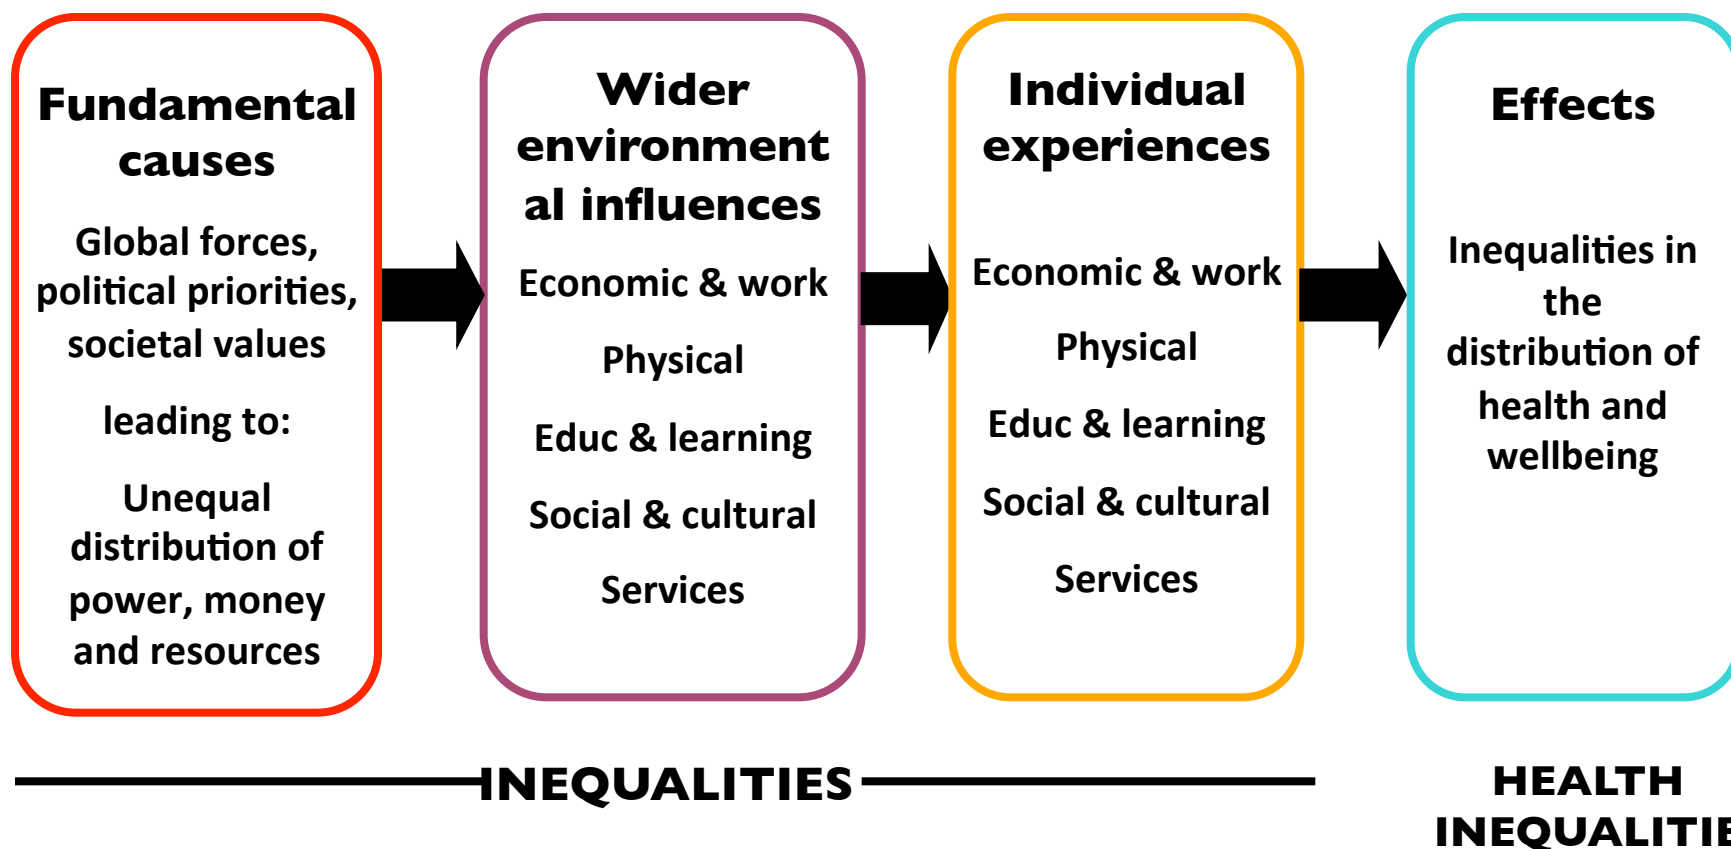 Fundamental
causes
Global forces,
political priorities,
societal values
leading to:
Unequal
distribution of
power, money
and resources
Wider
environment
al influences
Economic & work
Physical
Educ & learning
Social & cultural
Services
Individual
experiences
Economic & work
Physical
Educ & learning
Social & cultural
Services
Effects
Inequalities in
the
distribution of
health and
wellbeing
INEQUALITIES
HEALTH
INEQUALITIE